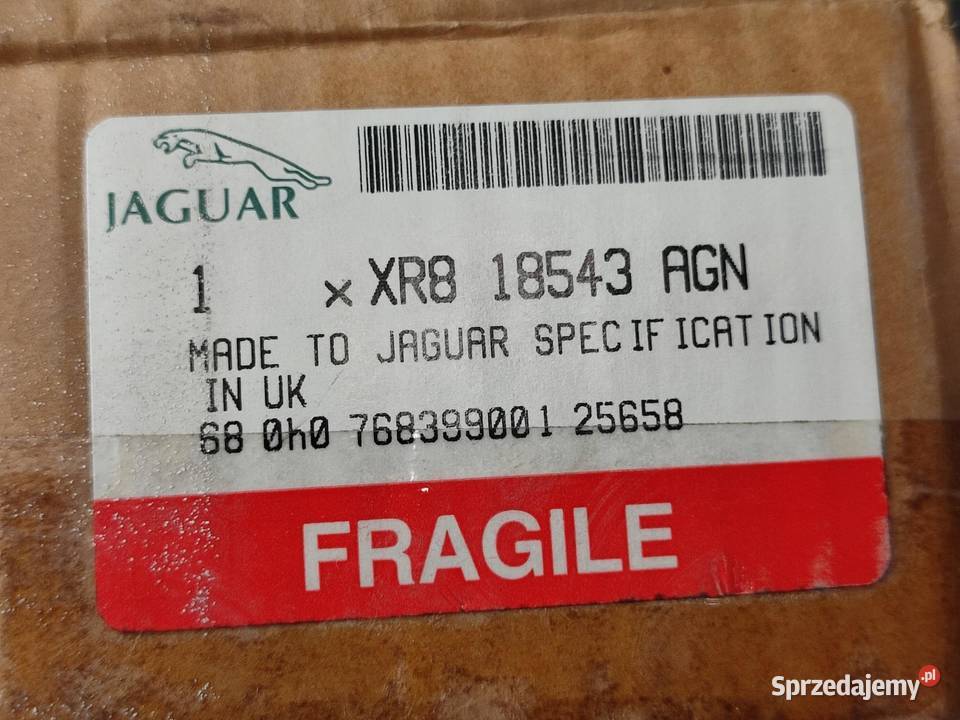 JAGUAR
1 x XR8 18543 AGN
MADE TO JAGUAR SPECIFICATION
IN UK
68 0h0 768399001 25658
FRAGILE
Sprzedajemy.pl